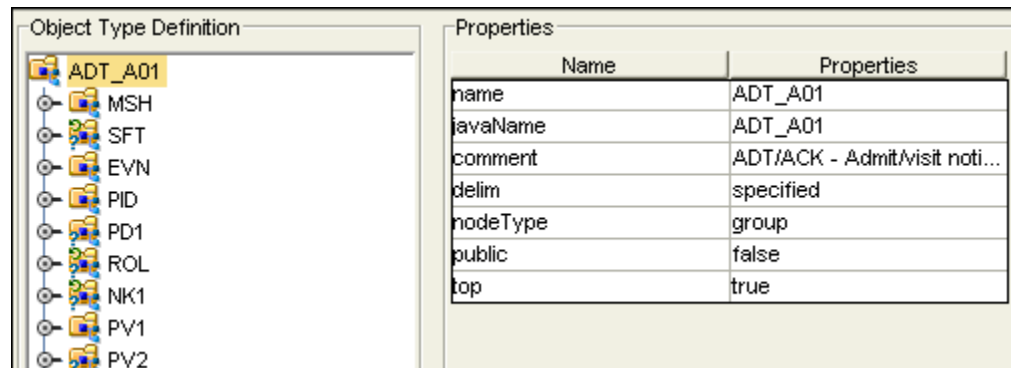 Object Type Definition
ADT_A01
MSH
SFT
EVN
PID
PD1
ROL
NK1
PV1
PV2
Properties
Name Properties
name ADT_A01
javaName ADT_A01
comment ADT/ACK - Admit/visit noti...
delim specified
nodeType group
public false
top true